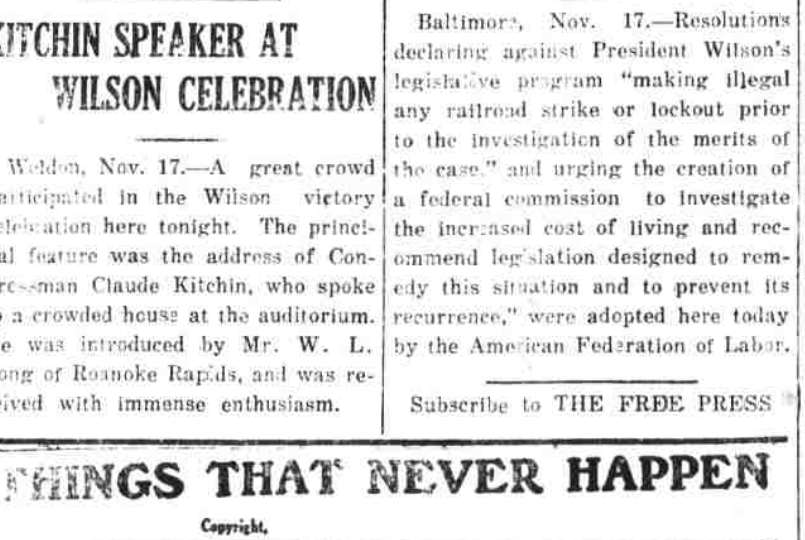 KITCHIN SPEAKER AT
WILSON CELEBRATION
Weldon, Nov. 17.—A great crowd
participated in the Wilson victory
celebration here tonight. The princi-
al feature was the address of Con-
ressman Claude Kitchin, who spoke
o a crowded house at the auditorium.
e was introduced by Mr. W. L.
ong of Roanoke Rapids, and was re-
eived with immense enthusiasm.
Baltimore, Nov. 17.—Resolutions
declaring against President Wilson's
legislative program "making illegal
any railroad strike or lockout prior
to the investigation of the merits of
the case," and urging the creation of
a federal commission to investigate
the increased cost of living and rec-
ommend legislation designed to rem-
edy this situation and to prevent its
recurrence," were adopted here today
by the American Federation of Labor.
Subscribe to THE FREE PRESS
THINGS THAT NEVER HAPPEN
Copyright,